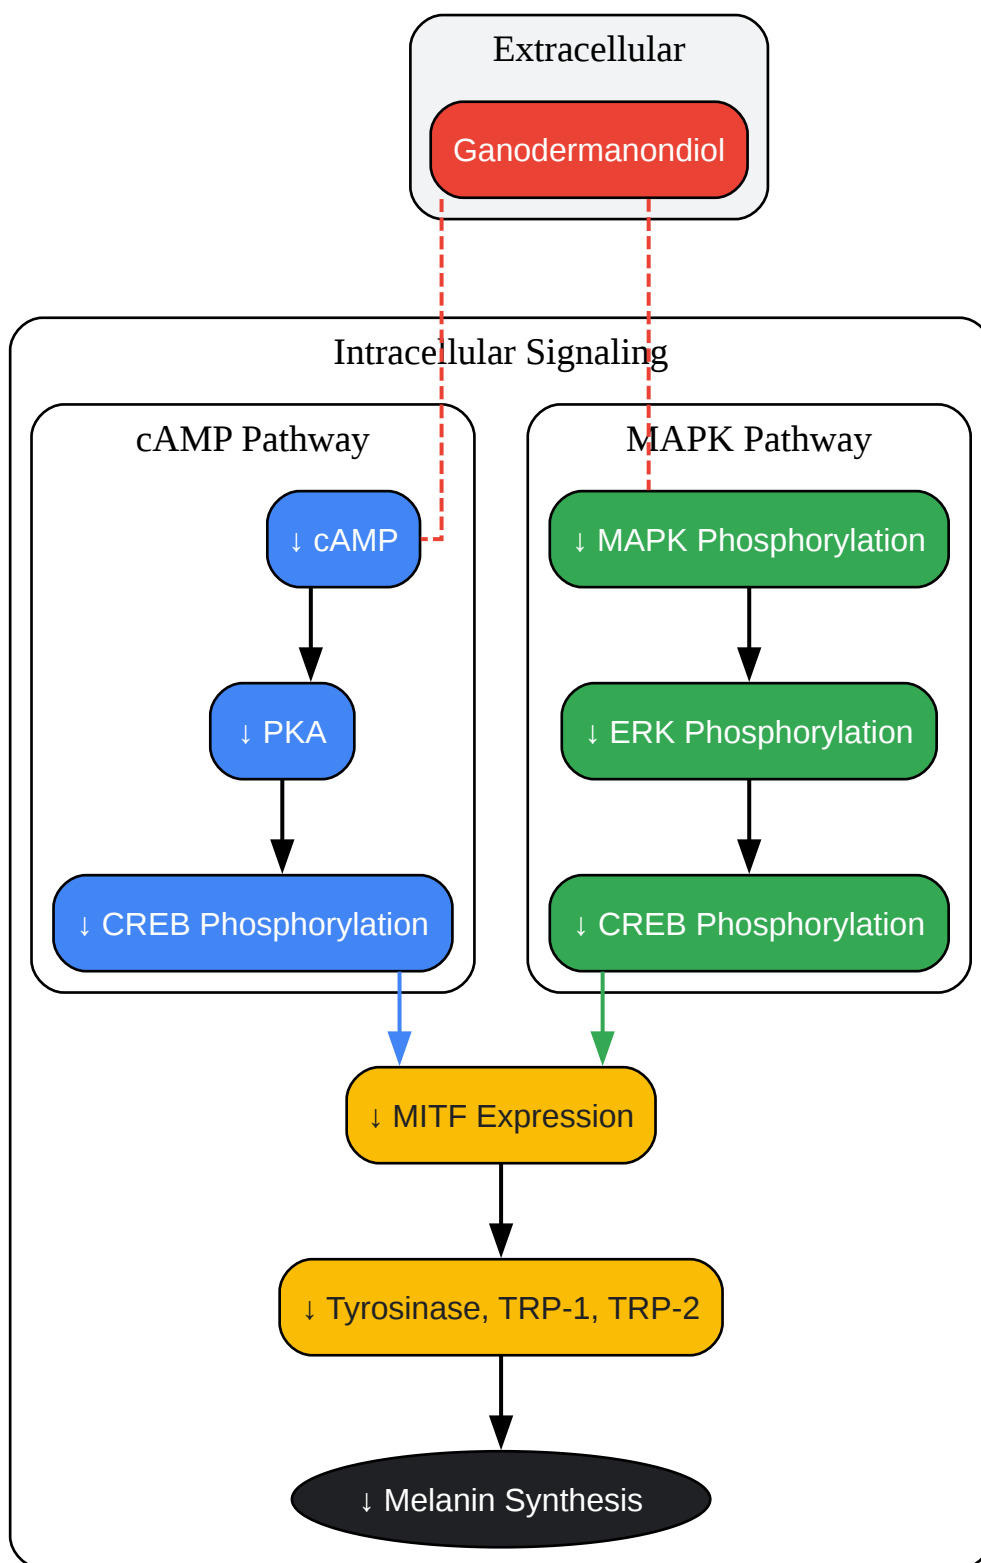 Extracellular
Ganodermanondiol
Intracellular Signaling
cAMP Pathway
↓ cAMP
↓ PKA
↓ CREB Phosphorylation
MAPK Pathway
↓ MAPK Phosphorylation
↓ ERK Phosphorylation
↓ CREB Phosphorylation
↓ MITF Expression
↓ Tyrosinase, TRP-1, TRP-2
↓ Melanin Synthesis